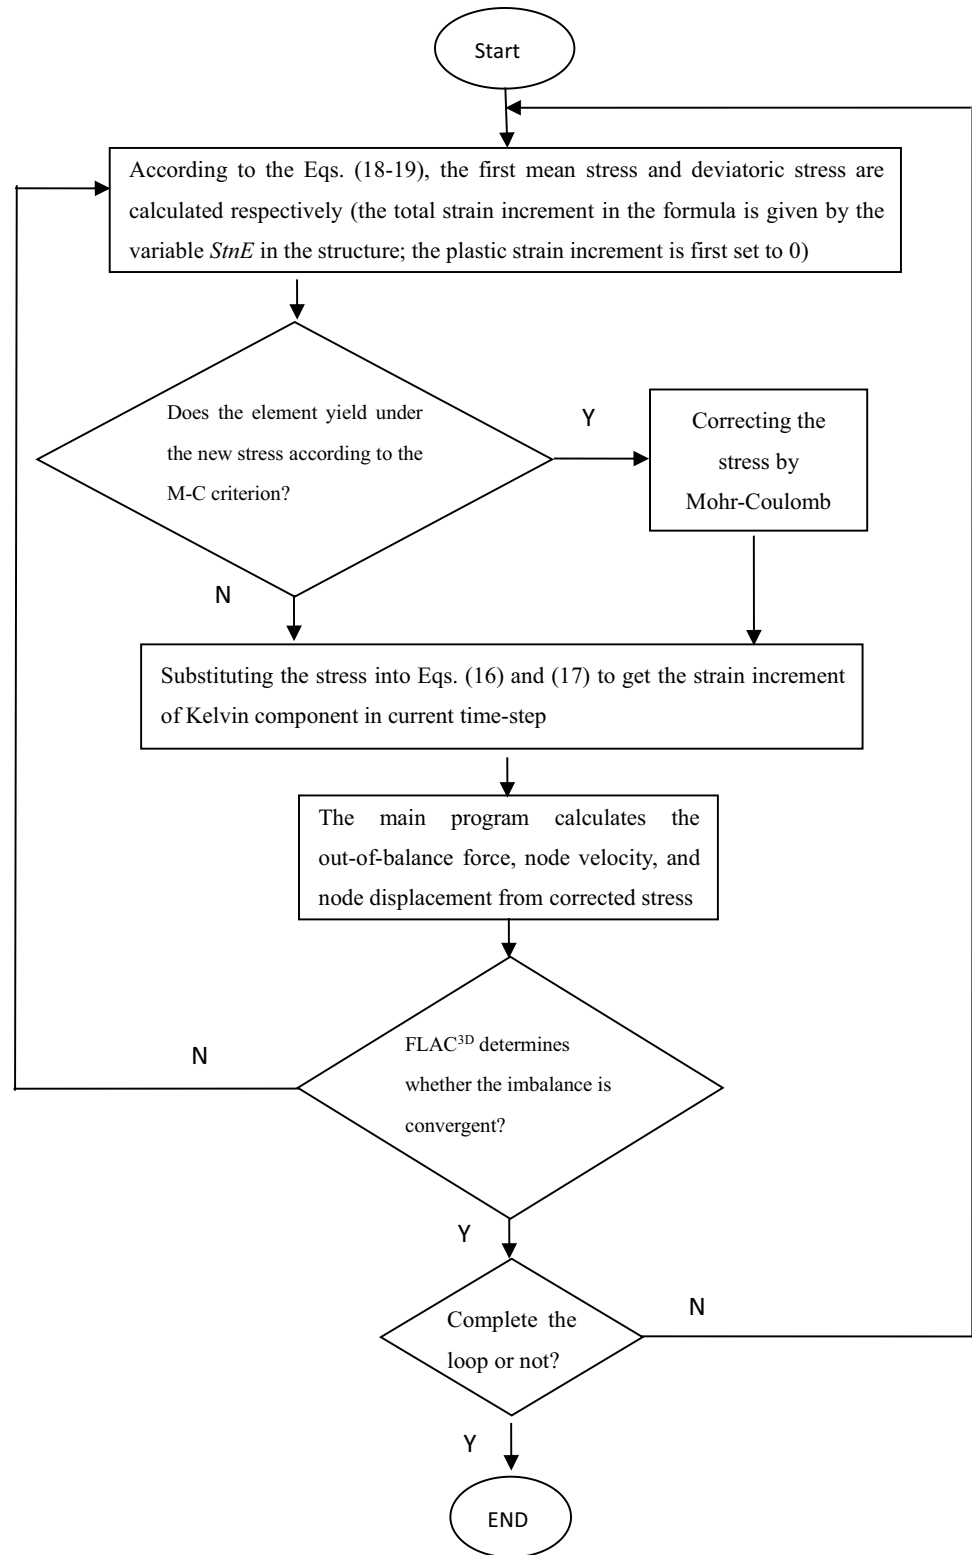 Start
According to the Eqs. (18-19), the first mean stress and deviatoric stress are
calculated respectively (the total strain increment in the formula is given by the
variable StnE in the structure; the plastic strain increment is first set to 0)
Does the element yield under
the new stress according to the
M-C criterion?
Y
Correcting the
stress by
Mohr-Coulomb
N
Substituting the stress into Eqs. (16) and (17) to get the strain increment
of Kelvin component in current time-step
The main program calculates the
out-of-balance force, node velocity, and
node displacement from corrected stress
FLAC3D determines
whether the imbalance is
convergent?
N
Y
Complete the
loop or not?
N
Y
END